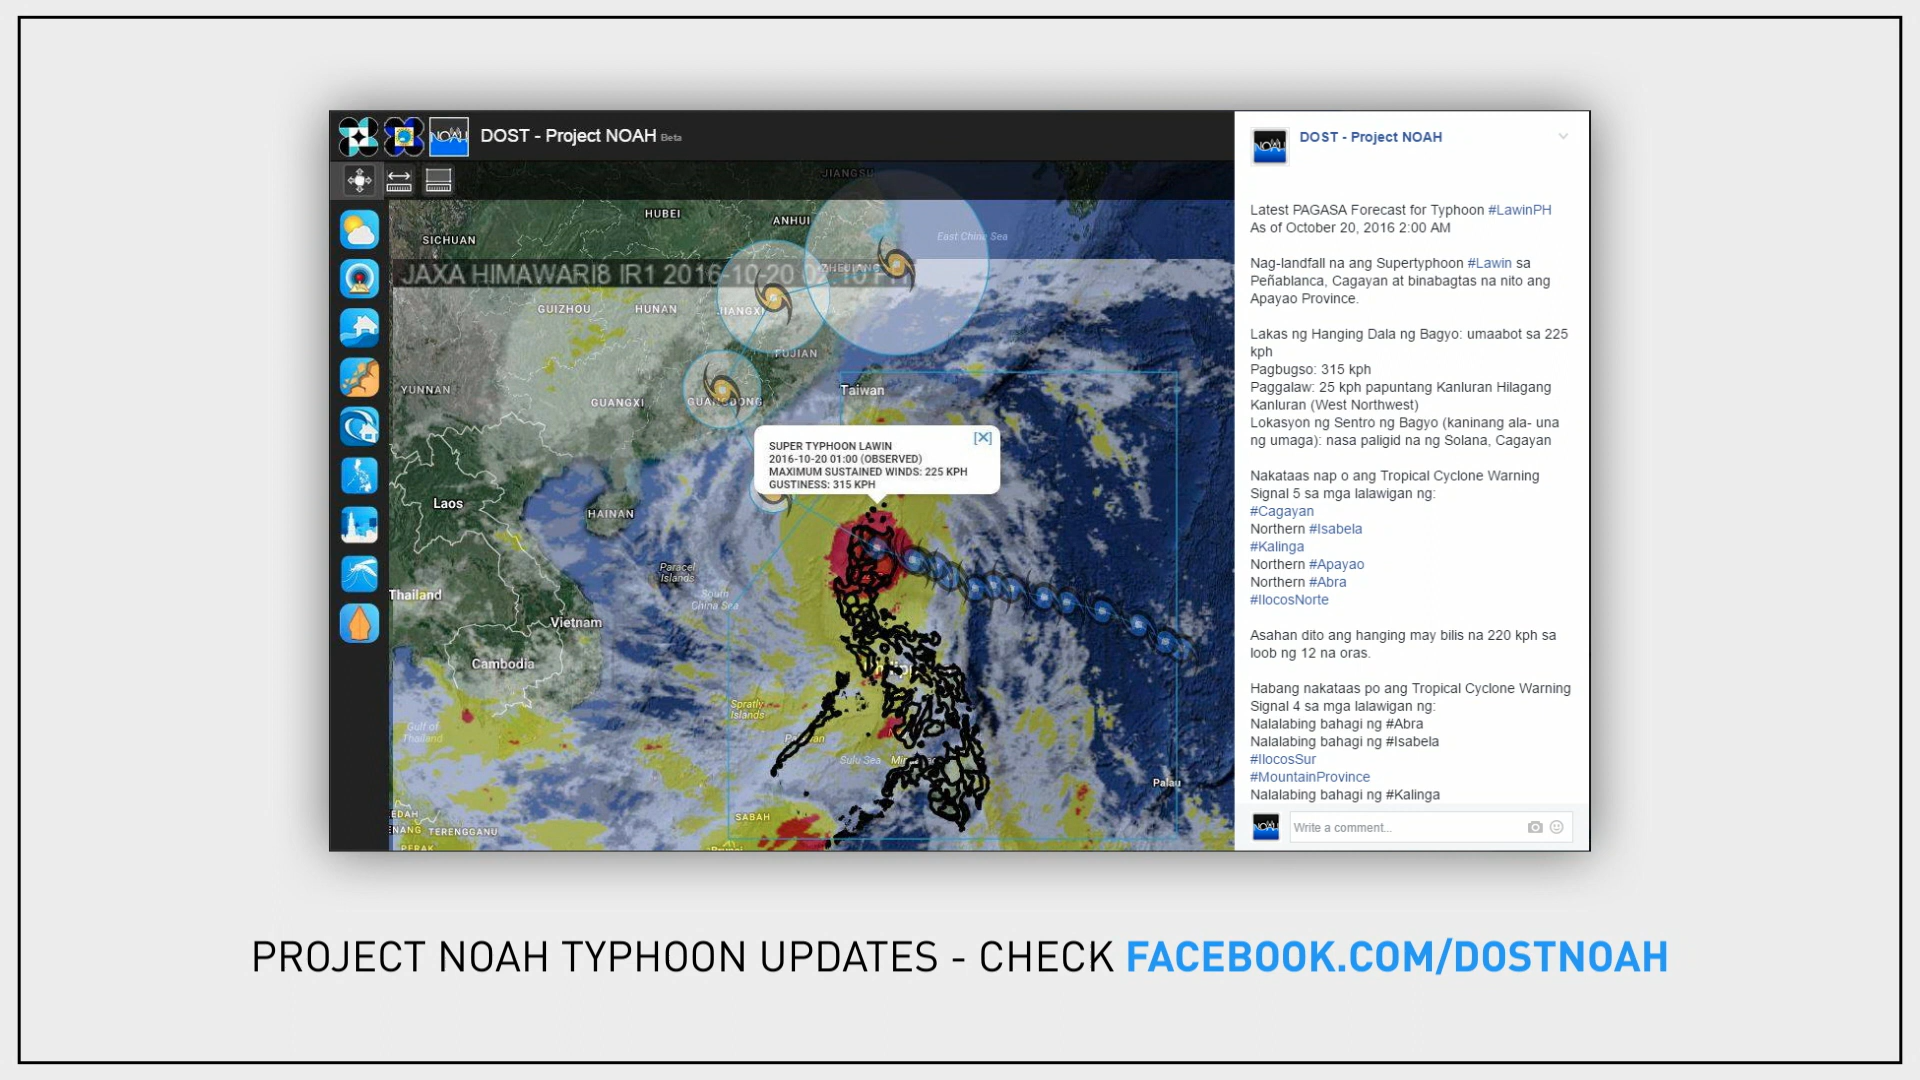 DOST - Project NOAH Beta
JIANGSU
HUBEI
ANHUI
SICHUAN
East China Sea
ZHEJIANG
JAXA HIMAWARI8 IR1 2016-10-20
GUIZHOU
HUNAN
JIANGXI
FUJIAN
YUNNAN
GUANGXI
GUANGDONG
Taiwan
SUPER TYPHOON LAWIN
2016-10-20 01:00 (OBSERVED)
MAXIMUM SUSTAINED WINDS: 225 KPH
GUSTINESS: 315 KPH
[X]
Laos
HAINAN
Paracel
Islands
South
China Sea
Thailand
Vietnam
Cambodia
Spratly
Islands
Gulf of
Thailand
Sulu Sea
Palau
SABAH
TERENGGANU
PERAK
NOAH
DOST - Project NOAH
Latest PAGASA Forecast for Typhoon #LawinPH
As of October 20, 2016 2:00 AM
Nag-landfall na ang Supertyphoon #Lawin sa
Peñablanca, Cagayan at binabagtas na nito ang
Apayao Province.
Lakas ng Hanging Dala ng Bagyo: umaabot sa 225
kph
Pagbugso: 315 kph
Paggalaw: 25 kph papuntang Kanluran Hilagang
Kanluran (West Northwest)
Lokasyon ng Sentro ng Bagyo (kaninang ala- una
ng umaga): nasa paligid na ng Solana, Cagayan
Nakataas nap o ang Tropical Cyclone Warning
Signal 5 sa mga lalawigan ng:
#Cagayan
Northern #Isabela
#Kalinga
Northern #Apayao
Northern #Abra
#IlocosNorte
Asahan dito ang hanging may bilis na 220 kph sa
loob ng 12 na oras.
Habang nakataas po ang Tropical Cyclone Warning
Signal 4 sa mga lalawigan ng:
Nalalabing bahagi ng #Abra
Nalalabing bahagi ng #Isabela
#IlocosSur
#MountainProvince
Nalalabing bahagi ng #Kalinga
Write a comment...
PROJECT NOAH TYPHOON UPDATES - CHECK FACEBOOK.COM/DOSTNOAH